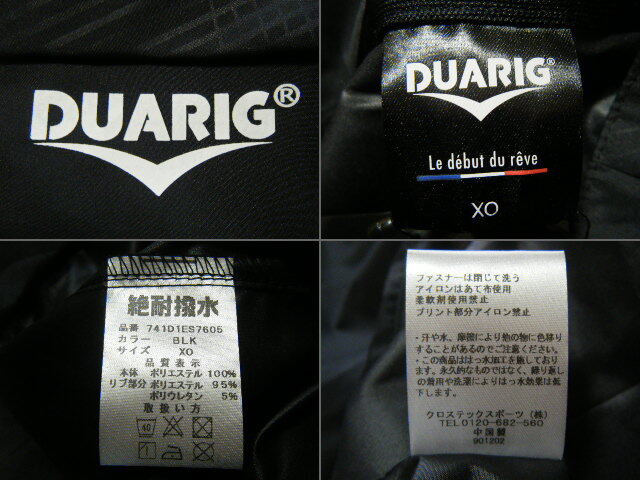 DUARIG®
DUARIG®
Le début du rêve
XO
絶耐撥水
品番 741D1ES7605
カラー BLK
サイズ XO
品質表示
本体 ポリエステル 100%
リブ部分 ポリエステル 95%
ポリウレタン 5%
取扱い方
40
ファスナーは閉じて洗う
アイロンはあて布使用
柔軟剤使用禁止
プリント部分アイロン禁止
・汗や水、摩擦により他の物に色移り
することがあるのでご注意ください。
・この商品ははっ水加工を施しており
ます。永久的なものではなく、繰り返し
の着用や洗濯によりはっ水効果は低
下します。
クロステックスポーツ(株)
TEL0120-682-560
中国製
901202